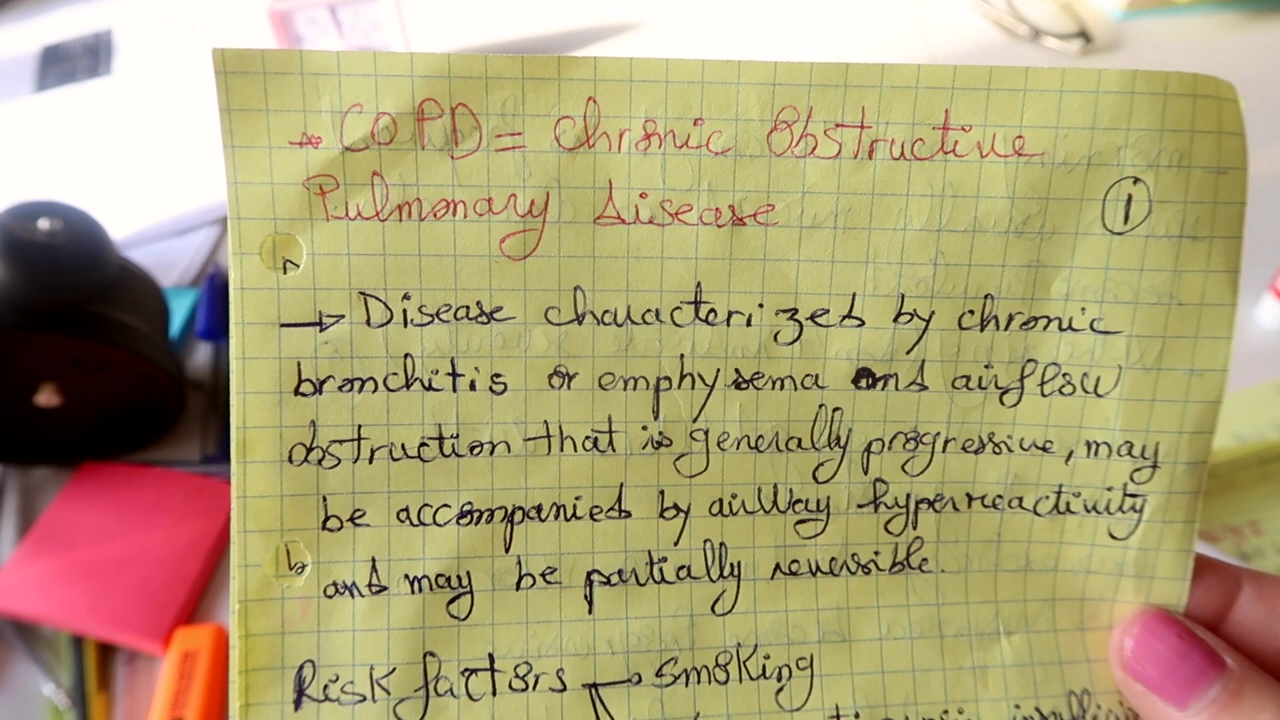 * COPD = Chronic Obstructive
Pulmonary disease
1
→ Disease characterized by chronic
bronchitis or emphysema and airflow
obstruction that is generally progressive, may
be accompanied by airway hyperreactivity
and may be partially reversible.
Risk factors → smoking